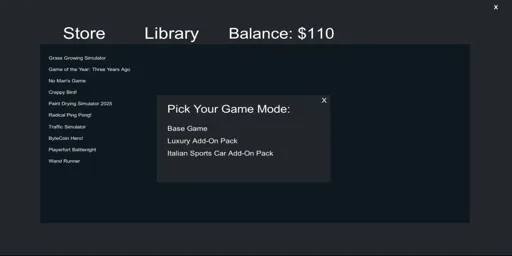 X
Store Library Balance: $110
Grass Growing Simulator
Game of the Year: Three Years Ago
No Man's Game
Crappy Bird!
Paint Drying Simulator 2025
Radical Ping Pong!
Traffic Simulator
ByteCoin Hero!
Playerfort Battlenight
Wand Runner
X
Pick Your Game Mode:
Base Game
Luxury Add-On Pack
Italian Sports Car Add-On Pack